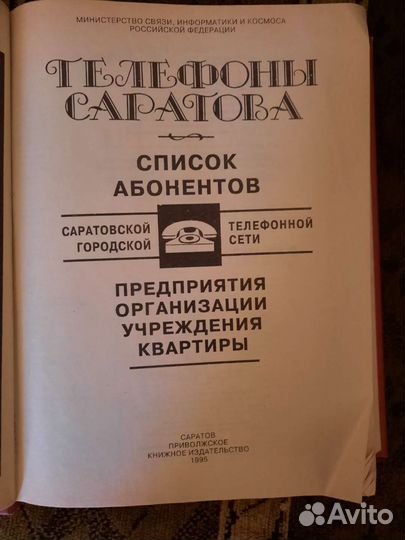 МИНИСТЕРСТВО СВЯЗИ, ИНФОРМАТИКИ И КОСМОСА
РОССИЙСКОЙ ФЕДЕРАЦИИ
ТЕЛЕФОНЫ
САРАТОВА
СПИСОК
АБОНЕНТОВ
САРАТОВСКОЙ
ГОРОДСКОЙ
ТЕЛЕФОННОЙ
СЕТИ
ПРЕДПРИЯТИЯ
ОРГАНИЗАЦИИ
УЧРЕЖДЕНИЯ
КВАРТИРЫ
САРАТОВ
ПРИВОЛЖСКОЕ
КНИЖНОЕ ИЗДАТЕЛЬСТВО
1995
Avito